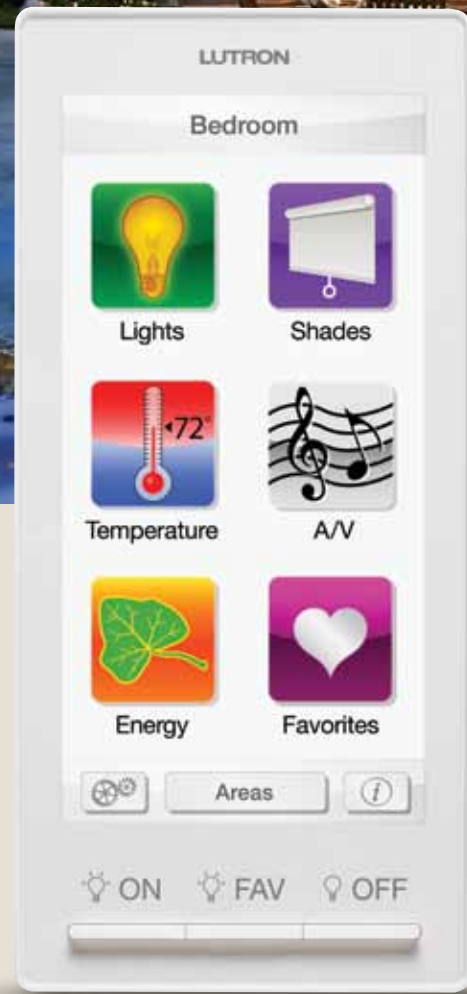 LUTRON
Bedroom
Lights Shades
72°
Temperature A/V
Energy Favorites
Areas i
ON FAV OFF